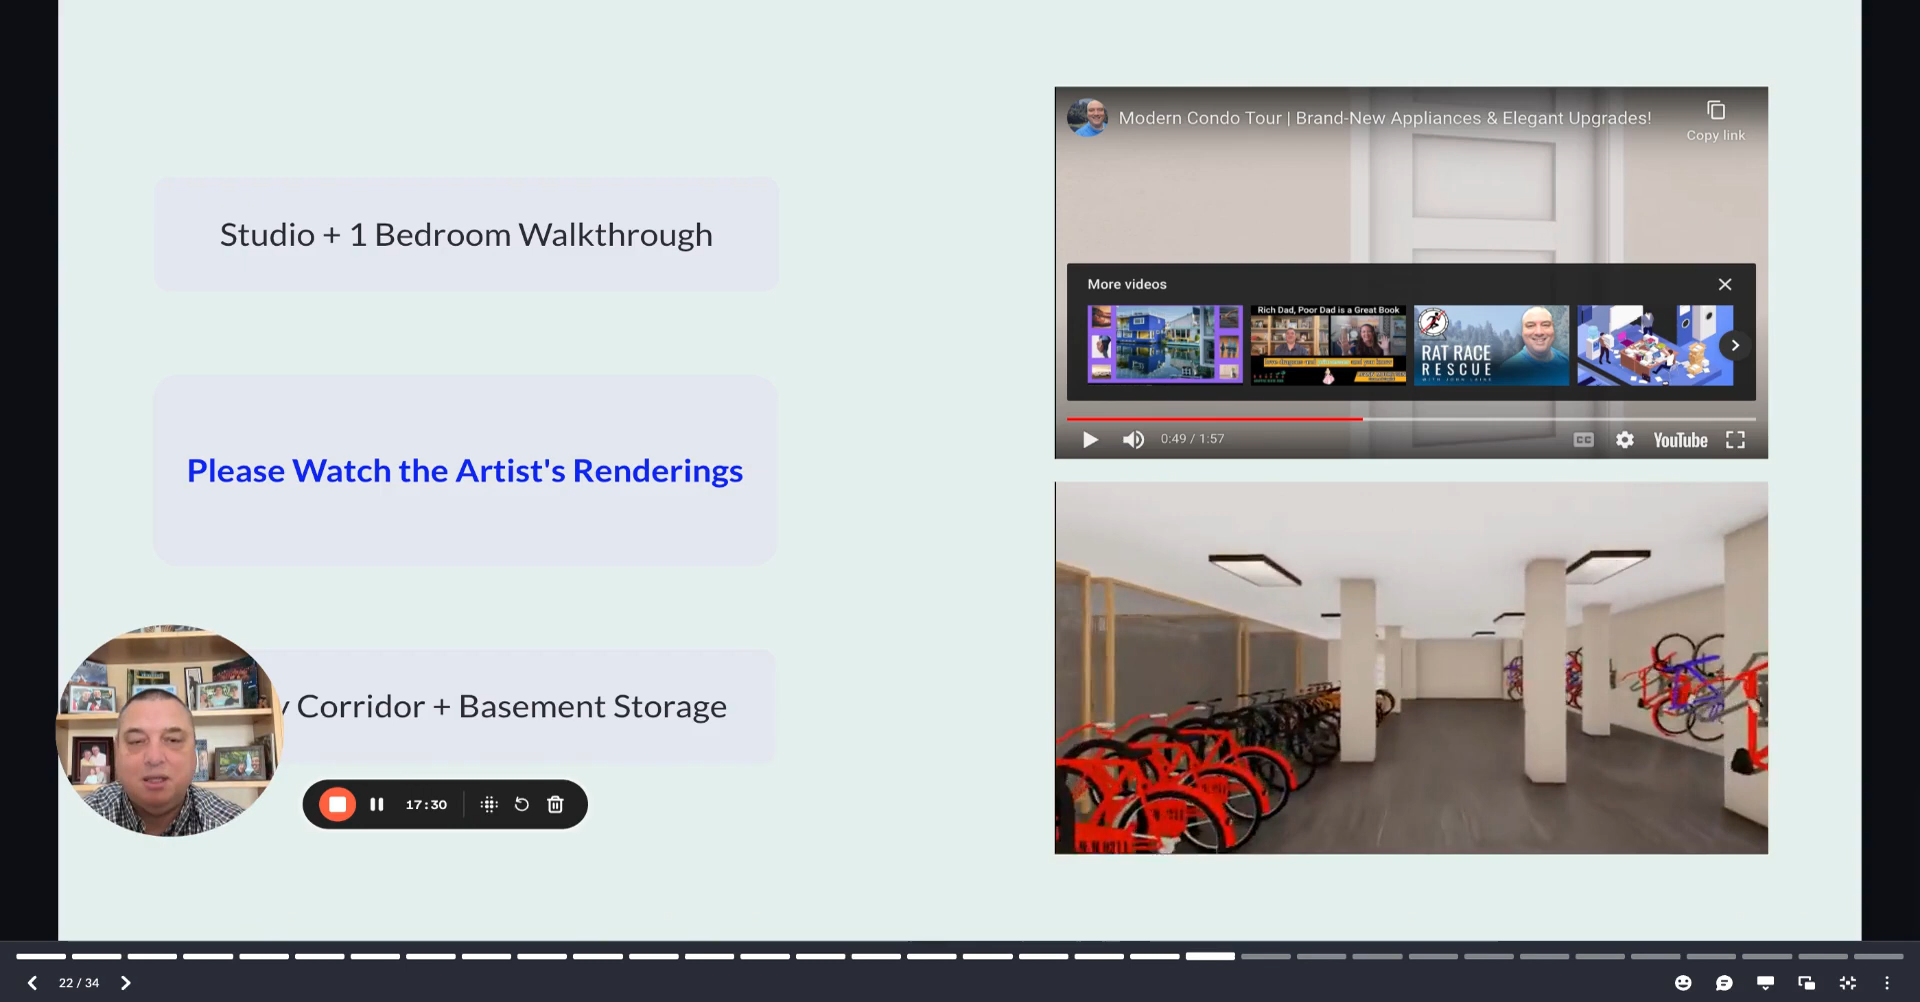 Studio + 1 Bedroom Walkthrough
Please Watch the Artist's Renderings
Corridor + Basement Storage
17:30
Modern Condo Tour | Brand-New Appliances & Elegant Upgrades!
Copy link
More videos
Rich Dad, Poor Dad is a Great Book
RAT RACE
RESCUE
0:49 / 1:57
CC
YouTube
22 / 34